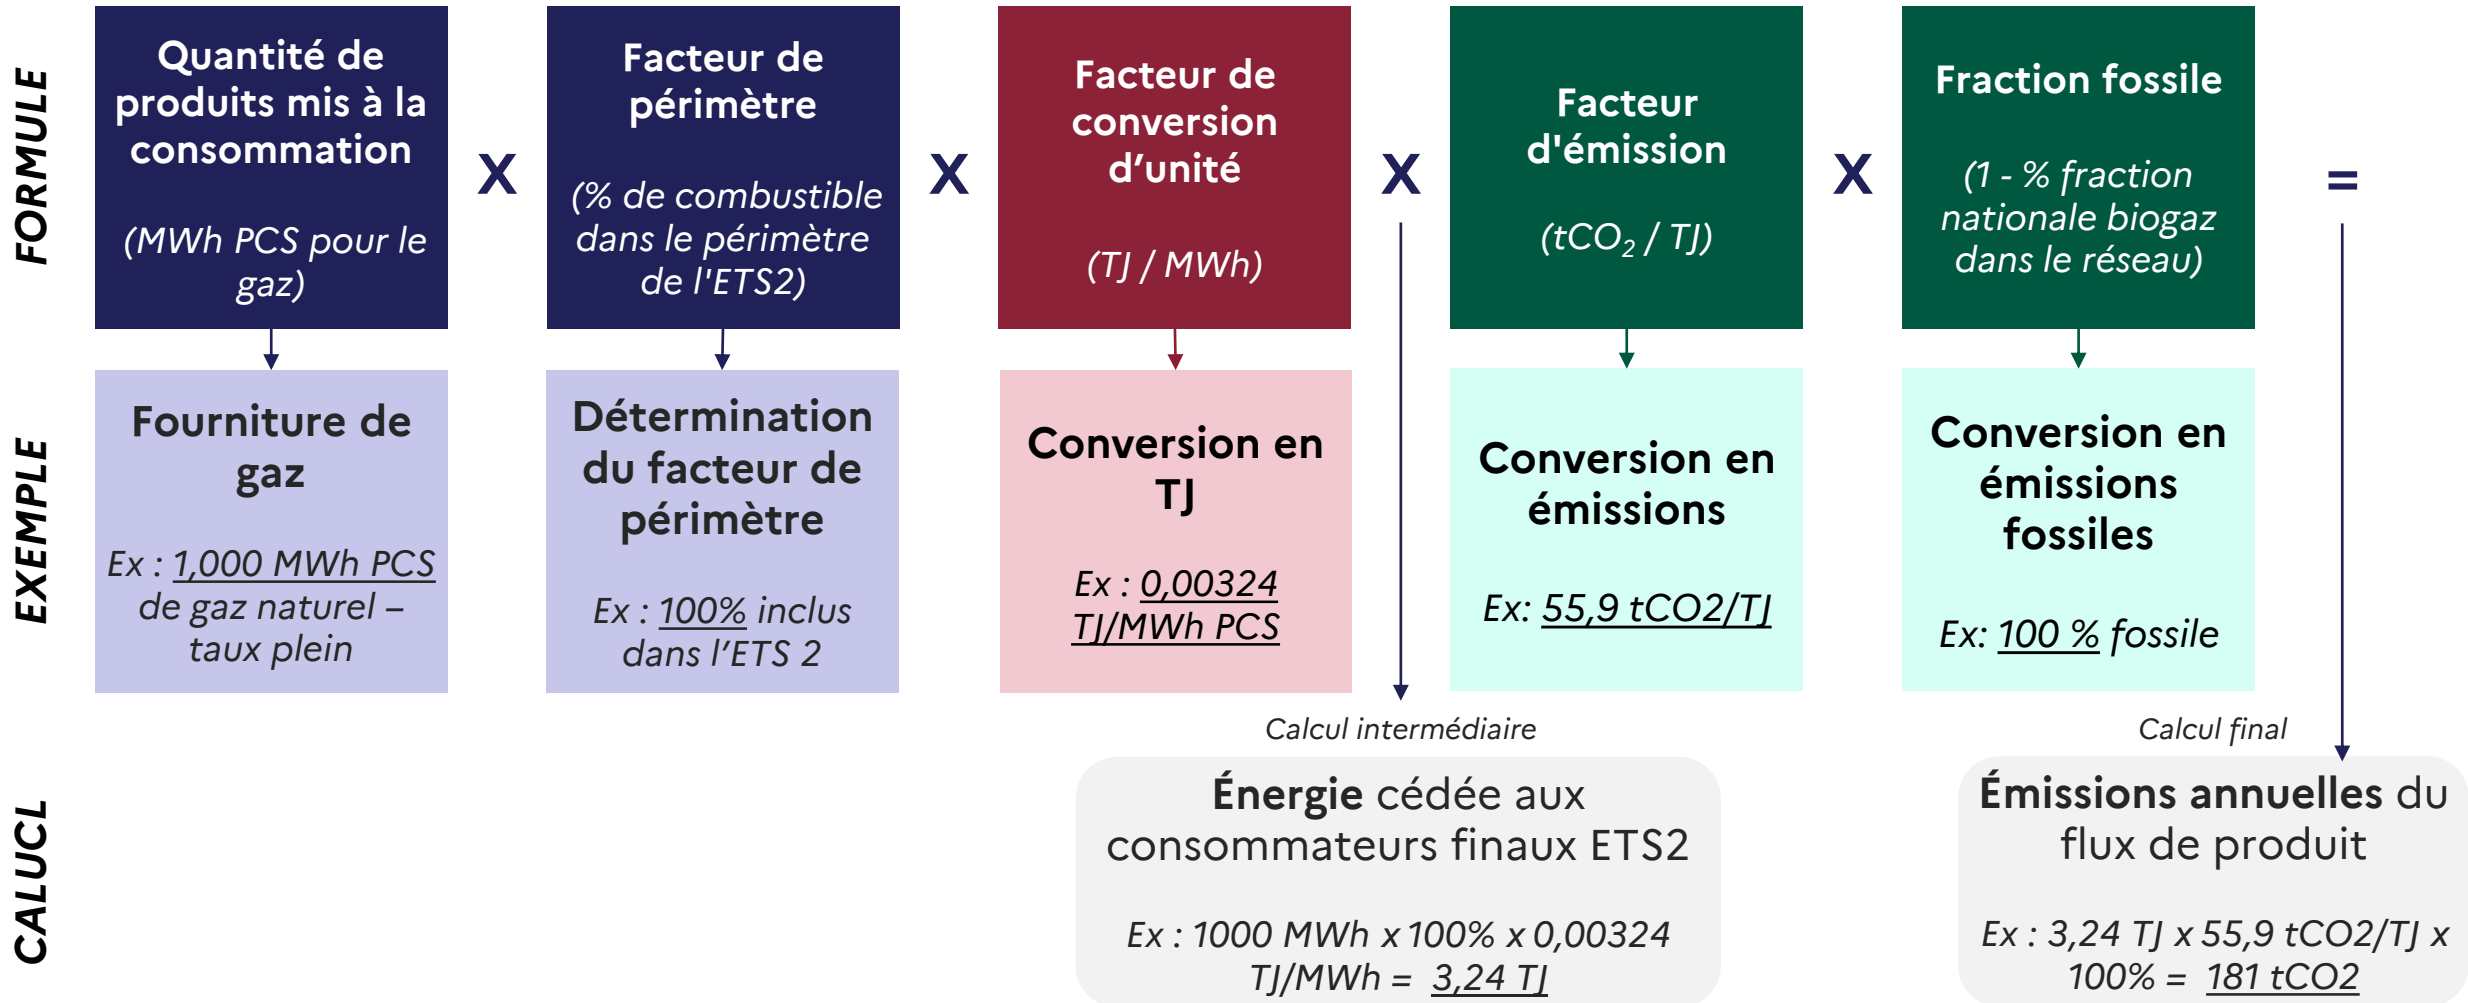 FORMULE
Quantité de
produits mis à la
consommation
(MWh PCS pour le
gaz)
X
Facteur de
périmètre
(% de combustible
dans le périmètre
de l'ETS2)
X
Facteur de
conversion
d’unité
(TJ / MWh)
X
Facteur
d'émission
(tCO₂ / TJ)
X
Fraction fossile
(1 - % fraction
nationale biogaz
dans le réseau)
=
EXEMPLE
Fourniture de
gaz
Ex : 1,000 MWh PCS
de gaz naturel –
taux plein
Détermination
du facteur de
périmètre
Ex : 100% inclus
dans l’ETS 2
Conversion en
TJ
Ex : 0,00324
TJ/MWh PCS
Conversion en
émissions
Ex: 55,9 tCO2/TJ
Conversion en
émissions
fossiles
Ex: 100 % fossile
CALUCL
Calcul intermédiaire
Énergie cédée aux
consommateurs finaux ETS2
Ex : 1000 MWh x 100% x 0,00324
TJ/MWh = 3,24 TJ
Calcul final
Émissions annuelles du
flux de produit
Ex : 3,24 TJ x 55,9 tCO2/TJ x
100% = 181 tCO2